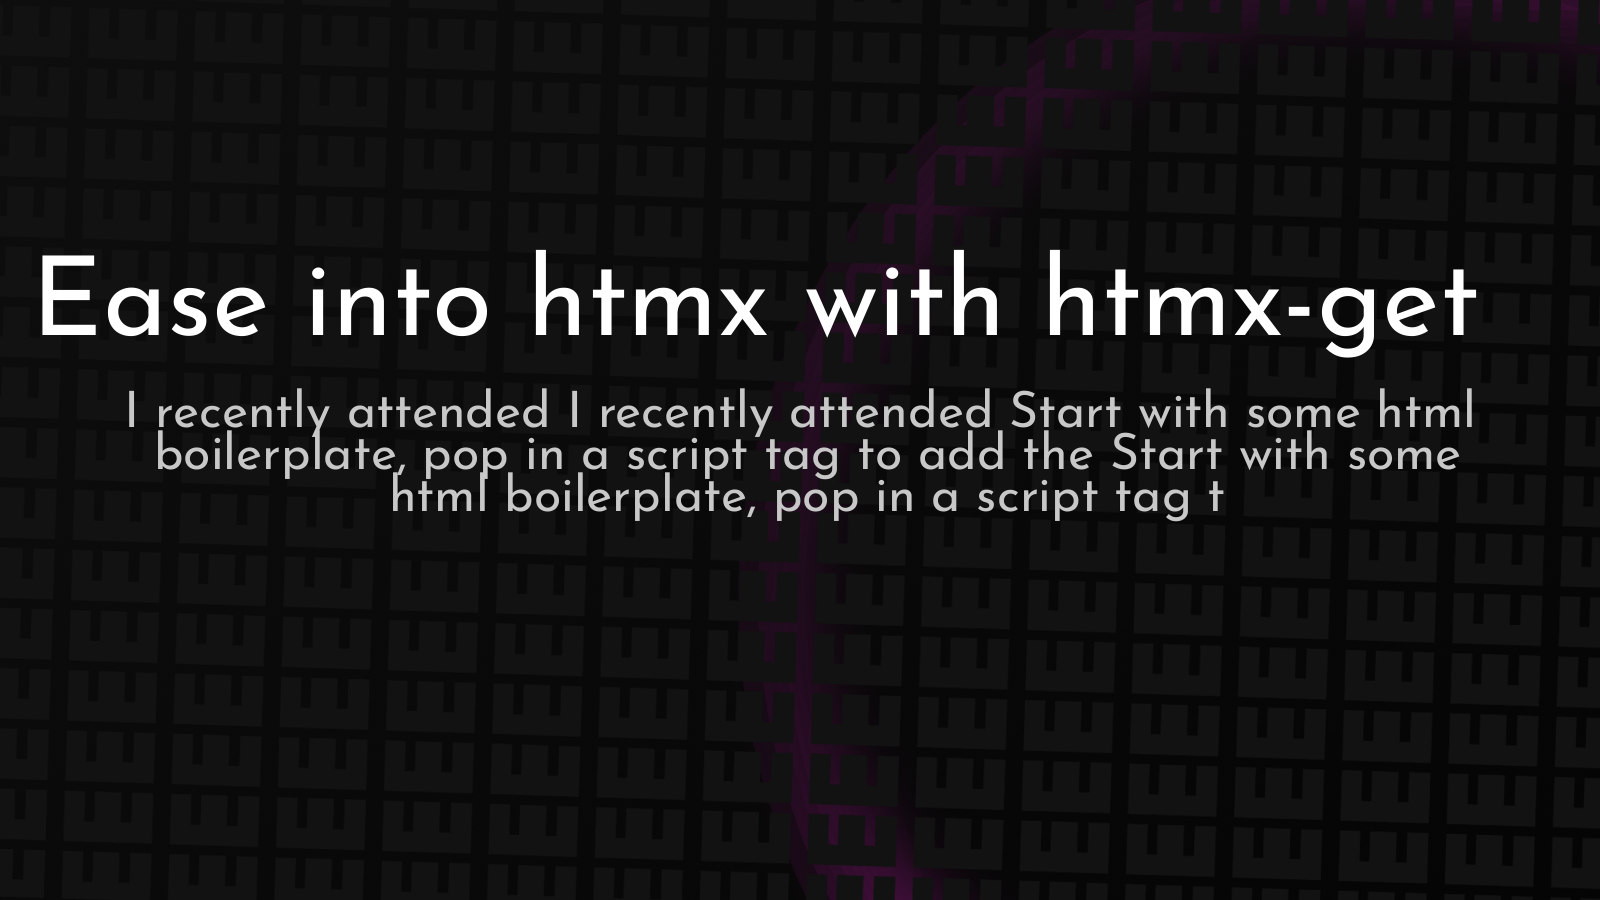 Ease into htmx with htmx-get
I recently attended I recently attended Start with some html
boilerplate, pop in a script tag to add the Start with some
html boilerplate, pop in a script tag t